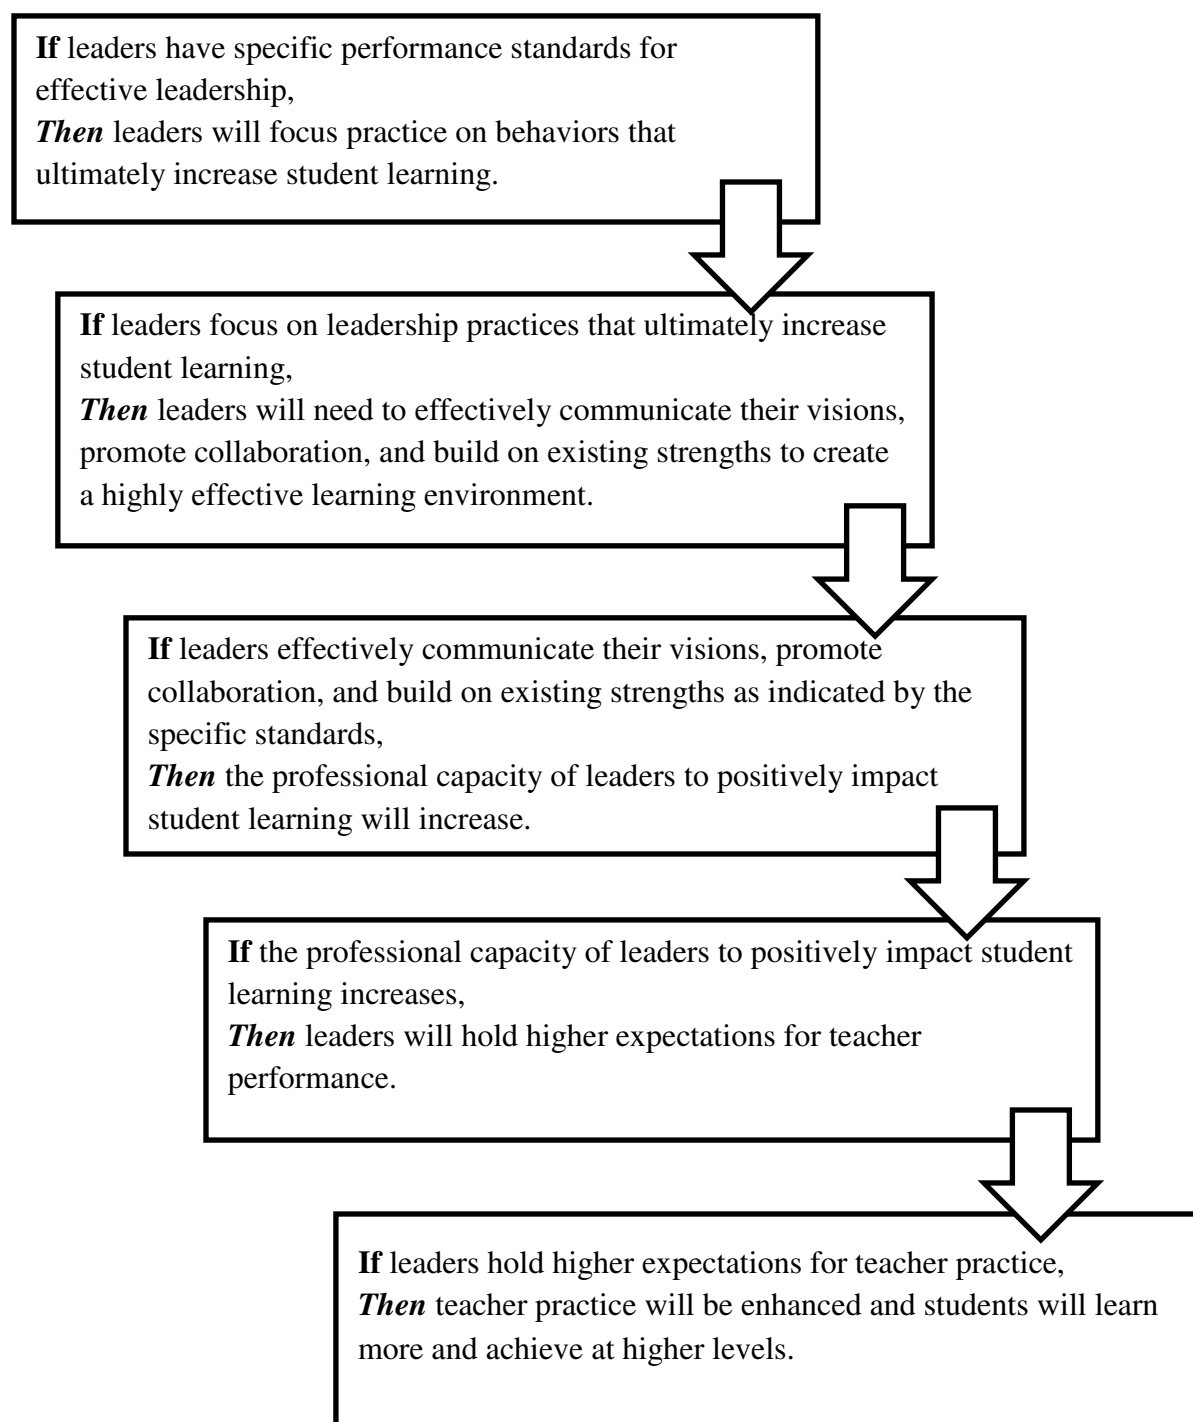 If leaders have specific performance standards for
effective leadership,
Then leaders will focus practice on behaviors that
ultimately increase student learning.
If leaders focus on leadership practices that ultimately increase
student learning,
Then leaders will need to effectively communicate their visions,
promote collaboration, and build on existing strengths to create
a highly effective learning environment.
If leaders effectively communicate their visions, promote
collaboration, and build on existing strengths as indicated by the
specific standards,
Then the professional capacity of leaders to positively impact
student learning will increase.
If the professional capacity of leaders to positively impact student
learning increases,
Then leaders will hold higher expectations for teacher
performance.
If leaders hold higher expectations for teacher practice,
Then teacher practice will be enhanced and students will learn
more and achieve at higher levels.